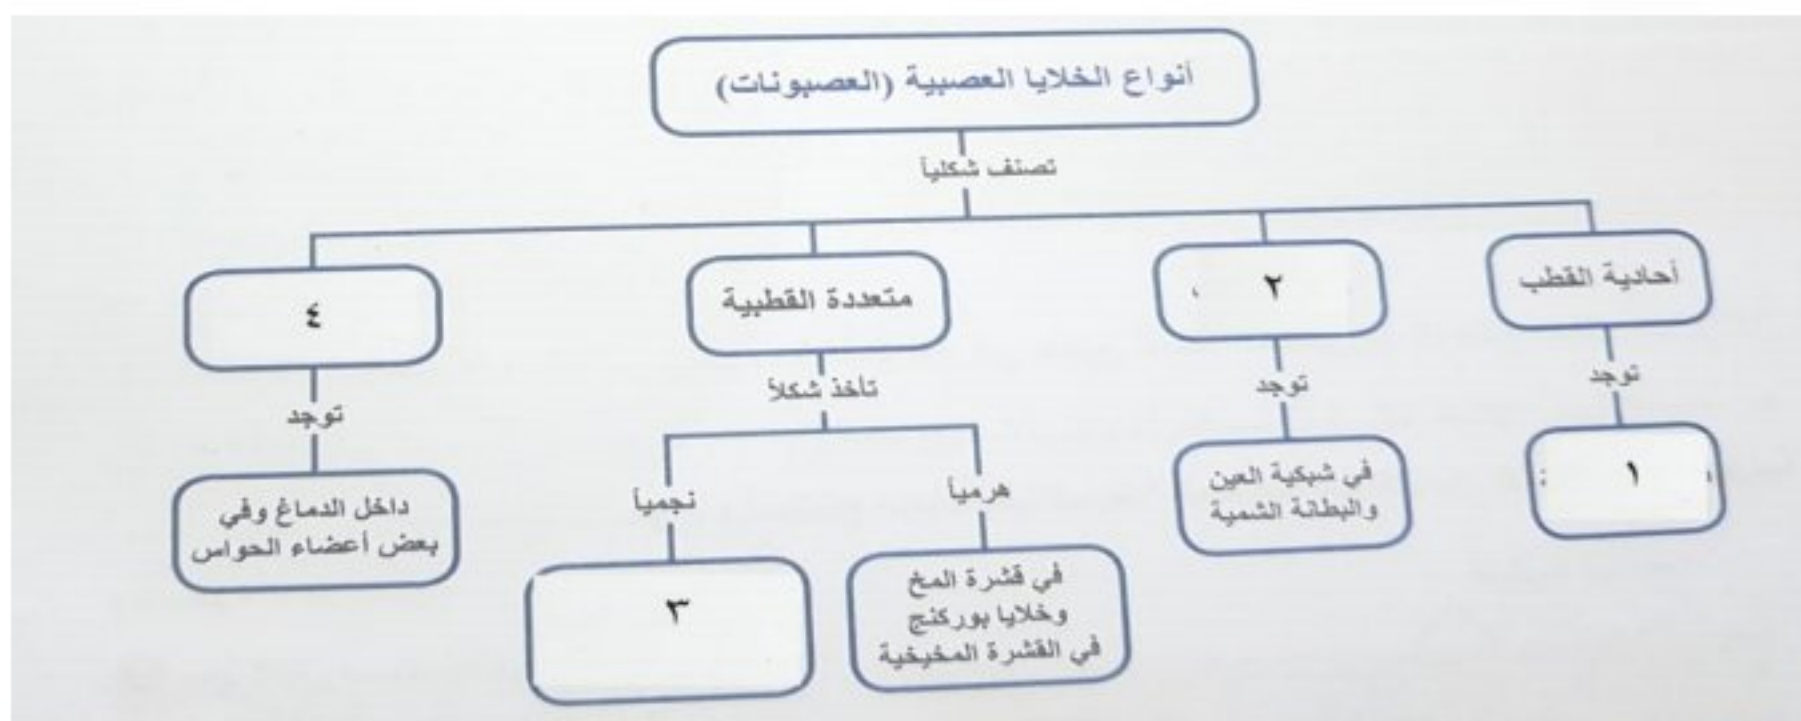 أنواع الخلايا العصبية (العصبونات)
تصنف شكلياً
أحادية القطب
٢
متعددة القطبية
٤
توجد
توجد
تأخذ شكلاً
توجد
١
في شبكية العين
والبطانة الشمية
هرمياً
نجمياً
داخل الدماغ وفي
بعض أعضاء الحواس
في قشرة المخ
وخلايا بوركنج
في القشرة المخيخية
٣